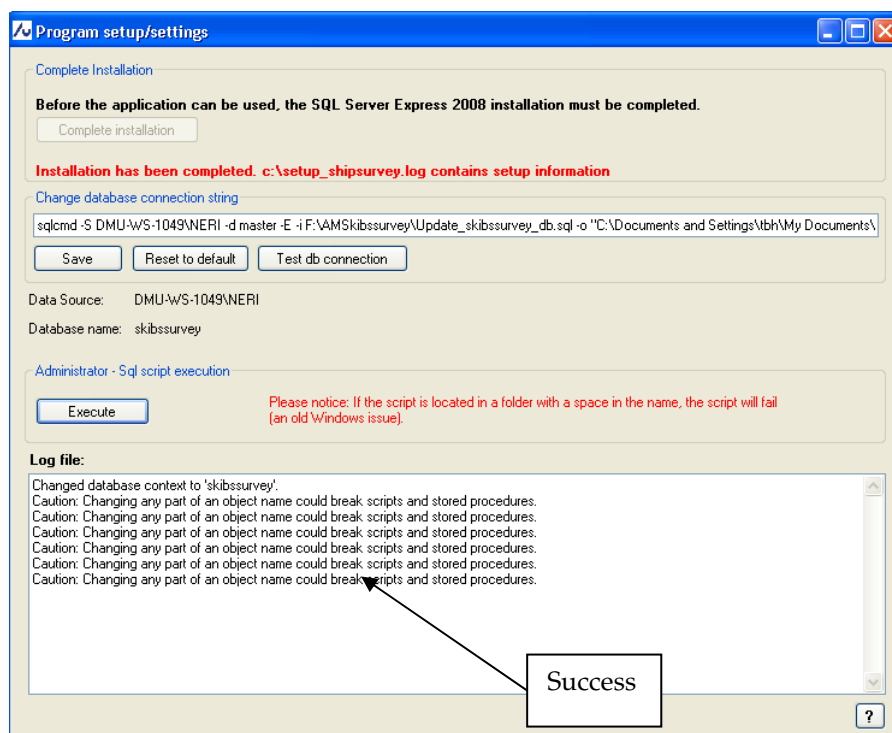 Program setup/settings
Complete Installation
Before the application can be used, the SQL Server Express 2008 installation must be completed.
Complete installation
Installation has been completed. c:\setup_shipsurvey.log contains setup information
Change database connection string
sqlcmd -S DMU-WS-1049\NERI -d master -E -i F:\AMSkibssurvey\Update_skibssurvey_db.sql -o "C:\Documents and Settings\tbh\My Documents\
Save Reset to default Test db connection
Data Source: DMU-WS-1049\NERI
Database name: skibssurvey
Administrator - Sql script execution
Execute
Please notice: If the script is located in a folder with a space in the name, the script will fail
(an old Windows issue).
Log file:
Changed database context to 'skibssurvey'.
Caution: Changing any part of an object name could break scripts and stored procedures.
Caution: Changing any part of an object name could break scripts and stored procedures.
Caution: Changing any part of an object name could break scripts and stored procedures.
Caution: Changing any part of an object name could break scripts and stored procedures.
Caution: Changing any part of an object name could break scripts and stored procedures.
Caution: Changing any part of an object name could break scripts and stored procedures.
Success
?